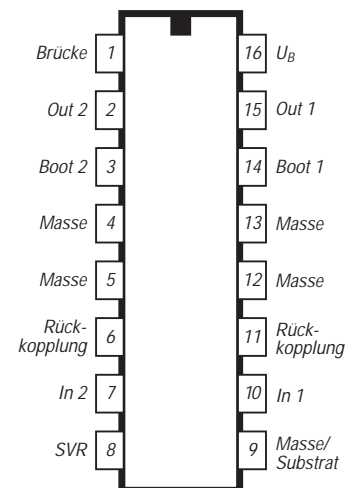 Brücke 1 16 UB
Out 2 2 15 Out 1
Boot 2 3 14 Boot 1
Masse 4 13 Masse
Masse 5 12 Masse
Rück-
kopplung 6 11 Rück-
kopplung
In 2 7 10 In 1
SVR 8 9 Masse/
Substrat